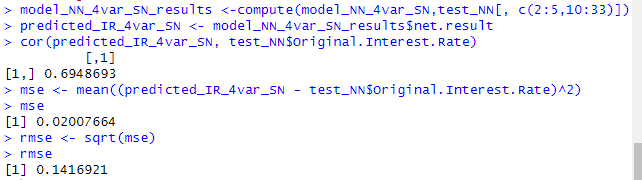 > model_NN_4var_SN_results <-compute(model_NN_4var_SN,test_NN[, c(2:5,10:33)])
> predicted_IR_4var_SN <- model_NN_4var_SN_results$net.result
> cor(predicted_IR_4var_SN, test_NN$Original.Interest.Rate)
[,1]
[1,] 0.6948693
> mse <- mean((predicted_IR_4var_SN - test_NN$Original.Interest.Rate)^2)
> mse
[1] 0.02007664
> rmse <- sqrt(mse)
> rmse
[1] 0.1416921